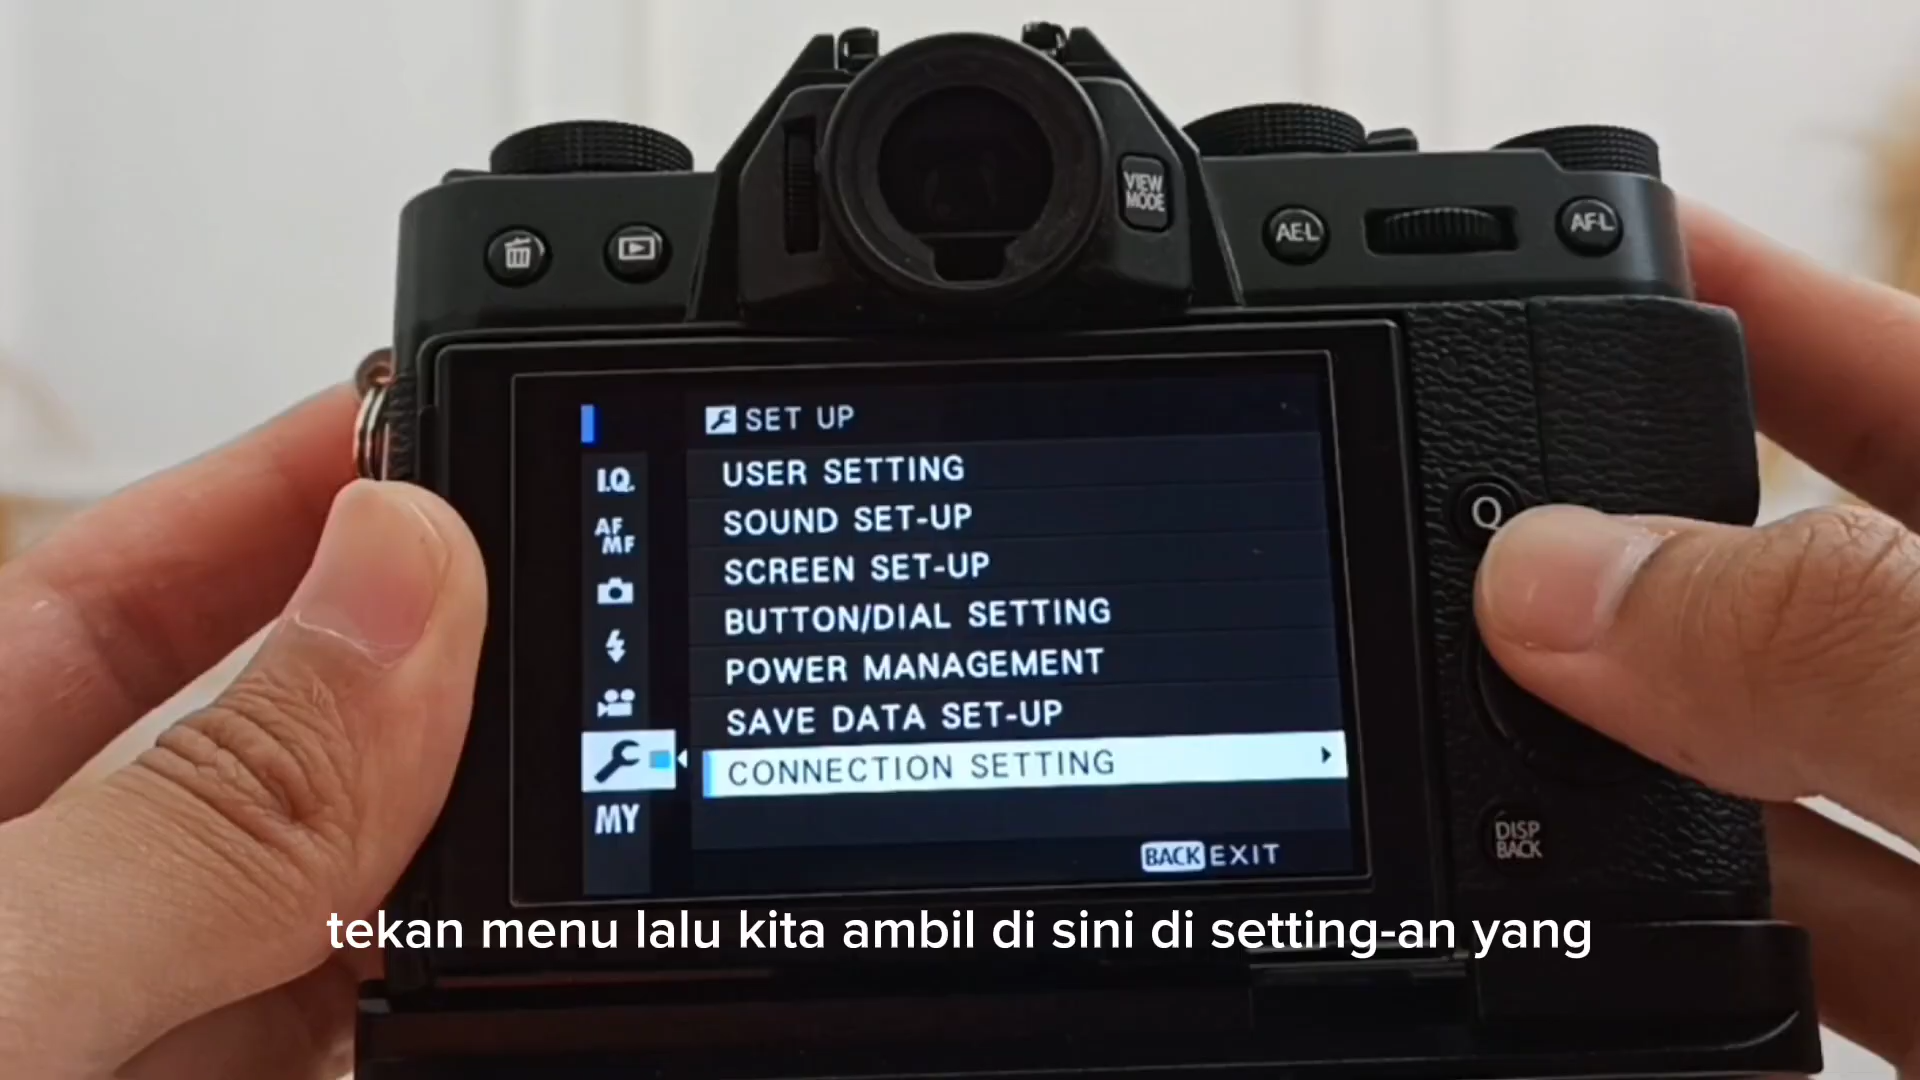 VIEW
MODE
AE-L
AF-L
SET UP
I.Q.
USER SETTING
AF
MF
SOUND SET-UP
SCREEN SET-UP
BUTTON/DIAL SETTING
POWER MANAGEMENT
SAVE DATA SET-UP
CONNECTION SETTING
MY
BACK EXIT
Q
DISP
BACK
tekan menu lalu kita ambil di sini di setting-an yang